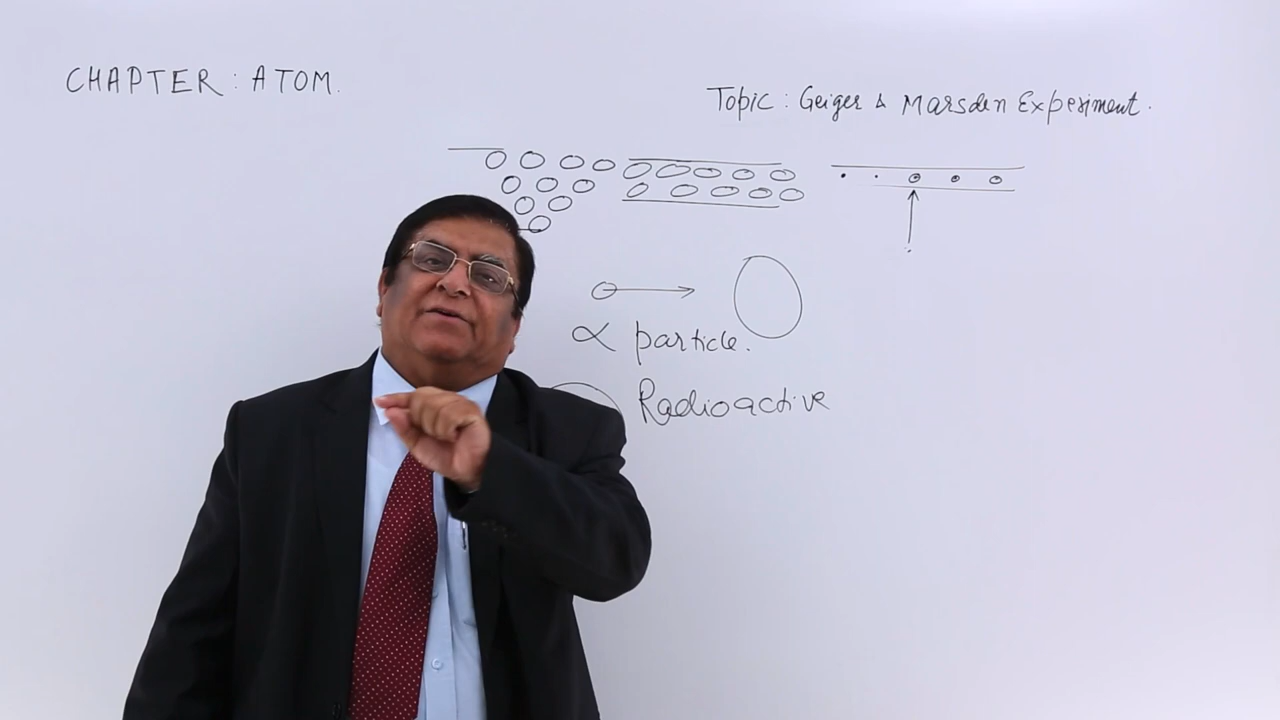 CHAPTER : ATOM.
Topic : Geiger & Marsden Experiment.
α particle.
Radioactive